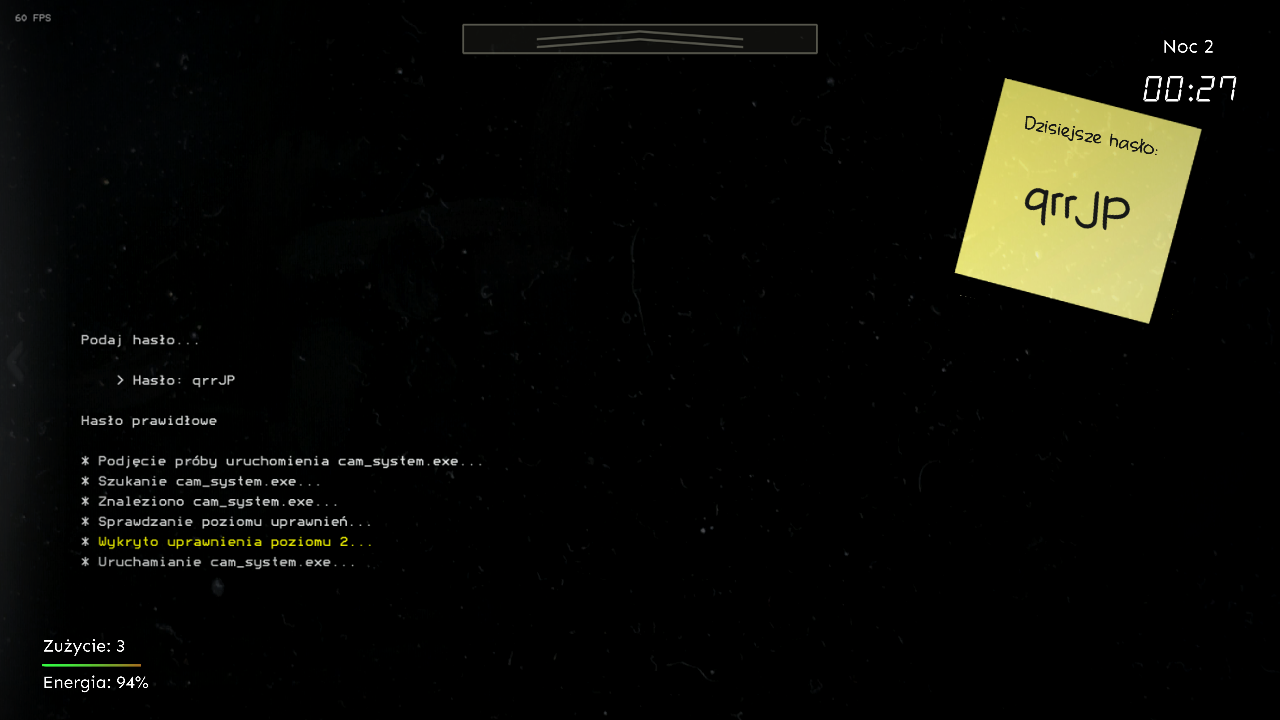 60 FPS
Noc 2
00:27
Dzisiejsze hasło:
qrrJP
Podaj hasło...
> Hasło: qrrJP
Hasło prawidłowe
* Podjęcie próby uruchomienia cam_system.exe...
* Szukanie cam_system.exe...
* Znaleziono cam_system.exe...
* Sprawdzanie poziomu uprawnień...
* Wykryto uprawnienia poziomu 2...
* Uruchamianie cam_system.exe...
Zużycie: 3
Energia: 94%